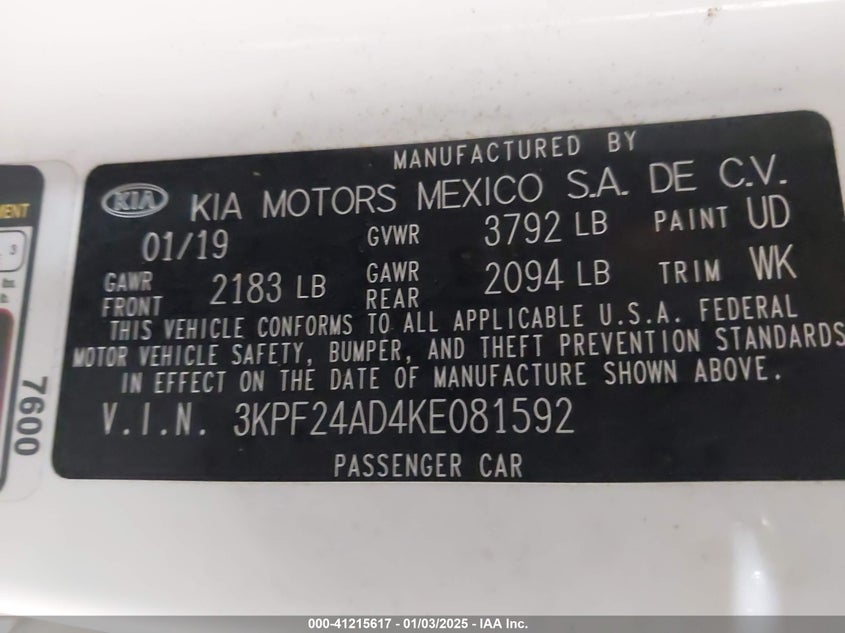 MANUFACTURED BY
KIA KIA MOTORS MEXICO S.A. DE C.V.
01/19 GVWR 3792 LB PAINT UD
GAWR FRONT 2183 LB GAWR REAR 2094 LB TRIM WK
THIS VEHICLE CONFORMS TO ALL APPLICABLE U.S.A. FEDERAL
MOTOR VEHICLE SAFETY, BUMPER, AND THEFT PREVENTION STANDARDS
IN EFFECT ON THE DATE OF MANUFACTURE SHOWN ABOVE.
V.I.N. 3KPF24AD4KE081592
PASSENGER CAR
3
7600
000-41215617 - 01/03/2025 - IAA Inc.